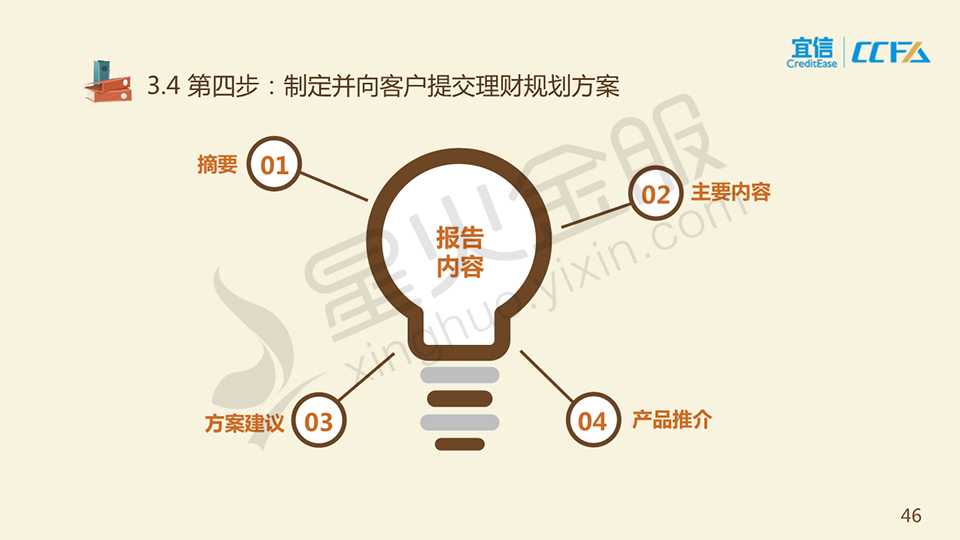 宜信
CreditEase
CCFA
3.4 第四步：制定并向客户提交理财规划方案
摘要 01
02 主要内容
报告
内容
方案建议 03
04 产品推介
星火金服
xinghuo.yixin.com
46